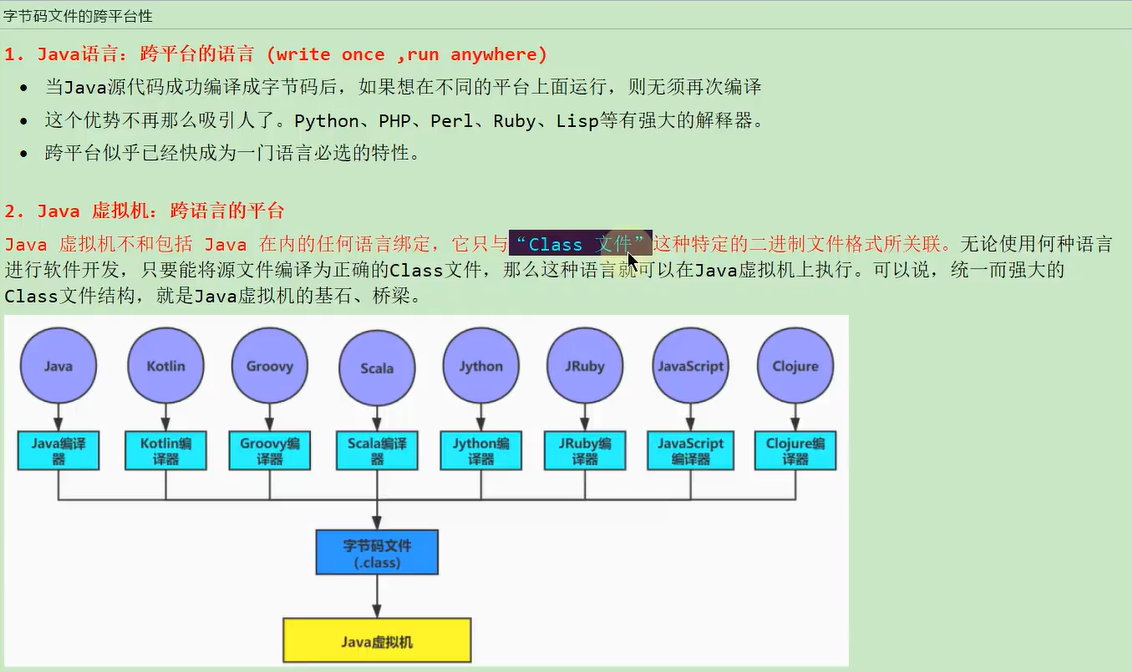 字节码文件的跨平台性
1. Java语言：跨平台的语言 (write once ,run anywhere)
• 当Java源代码成功编译成字节码后，如果想在不同的平台上面运行，则无须再次编译
• 这个优势不再那么吸引人了。Python、PHP、Perl、Ruby、Lisp等有强大的解释器。
• 跨平台似乎已经快成为一门语言必选的特性。
2. Java 虚拟机：跨语言的平台
Java 虚拟机不和包括 Java 在内的任何语言绑定，它只与“Class 文件”这种特定的二进制文件格式所关联。无论使用何种语言
进行软件开发，只要能将源文件编译为正确的Class文件，那么这种语言就可以在Java虚拟机上执行。可以说，统一而强大的
Class文件结构，就是Java虚拟机的基石、桥梁。
Java Kotlin Groovy Scala Jython JRuby JavaScript Clojure
Java编译
器
Kotlin编
译器
Groovy编
译器
Scala编译
器
Jython编
译器
JRuby编
译器
JavaScript
编译器
Clojure编
译器
字节码文件
(.class)
Java虚拟机